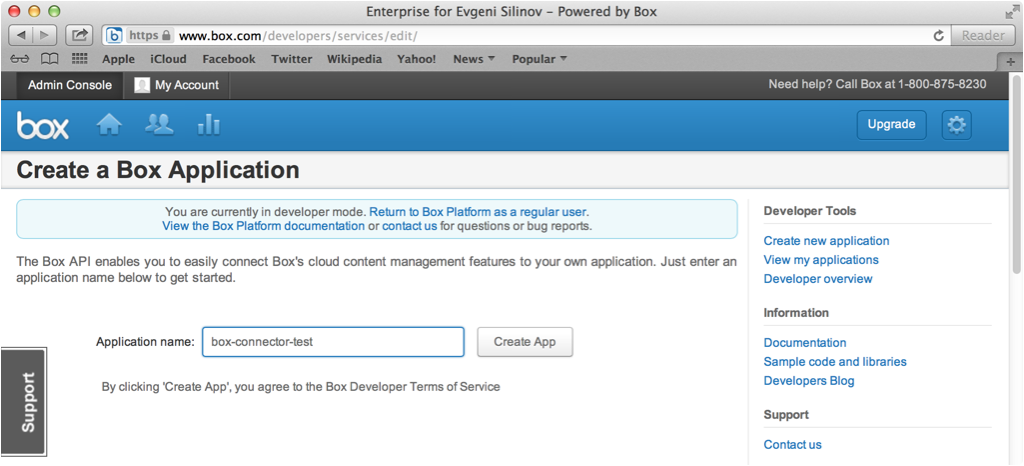 Enterprise for Evgeni Silinov – Powered by Box
https www.box.com/developers/services/edit/ Reader
Apple iCloud Facebook Twitter Wikipedia Yahoo! News Popular
Admin Console My Account Need help? Call Box at 1-800-875-8230
box Upgrade
Create a Box Application
You are currently in developer mode. Return to Box Platform as a regular user.
View the Box Platform documentation or contact us for questions or bug reports.
The Box API enables you to easily connect Box's cloud content management features to your own application. Just enter an
application name below to get started.
Application name: box-connector-test Create App
By clicking 'Create App', you agree to the Box Developer Terms of Service
Support
Developer Tools
Create new application
View my applications
Developer overview
Information
Documentation
Sample code and libraries
Developers Blog
Support
Contact us